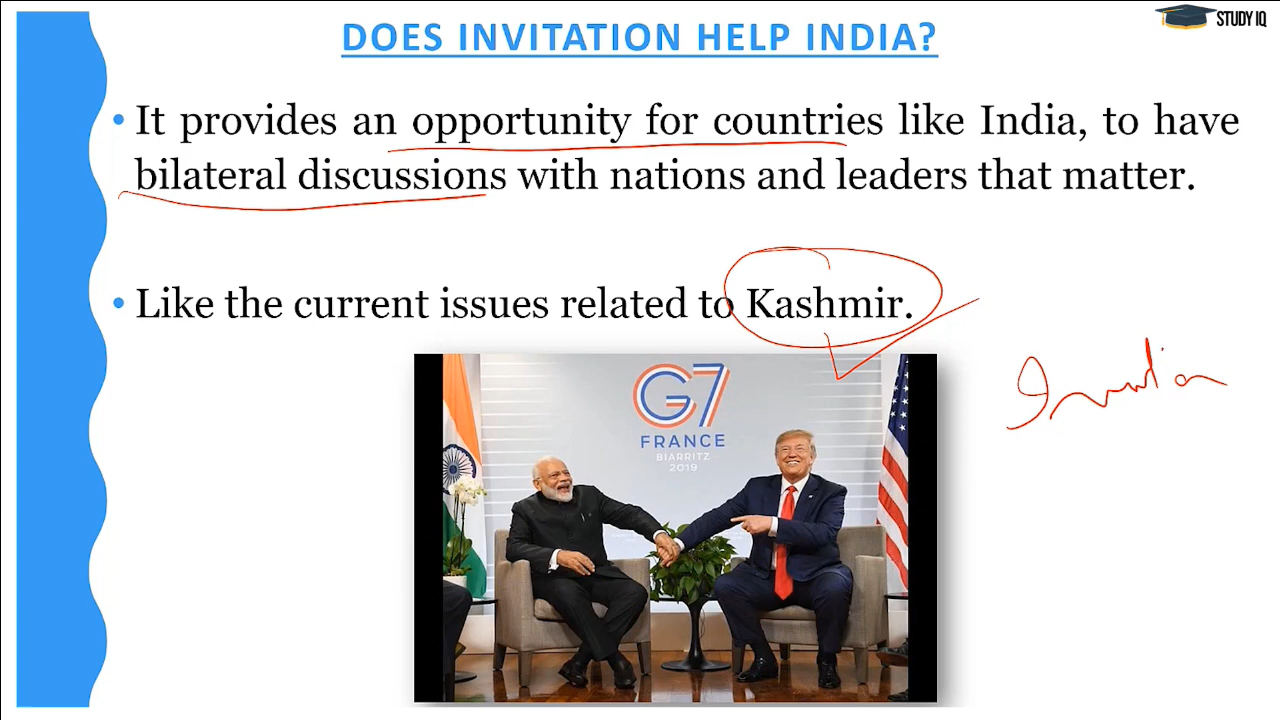 STUDY IQ
DOES INVITATION HELP INDIA?
• It provides an opportunity for countries like India, to have
bilateral discussions with nations and leaders that matter.
• Like the current issues related to Kashmir.
G7
FRANCE
BIARRITZ
2019
India